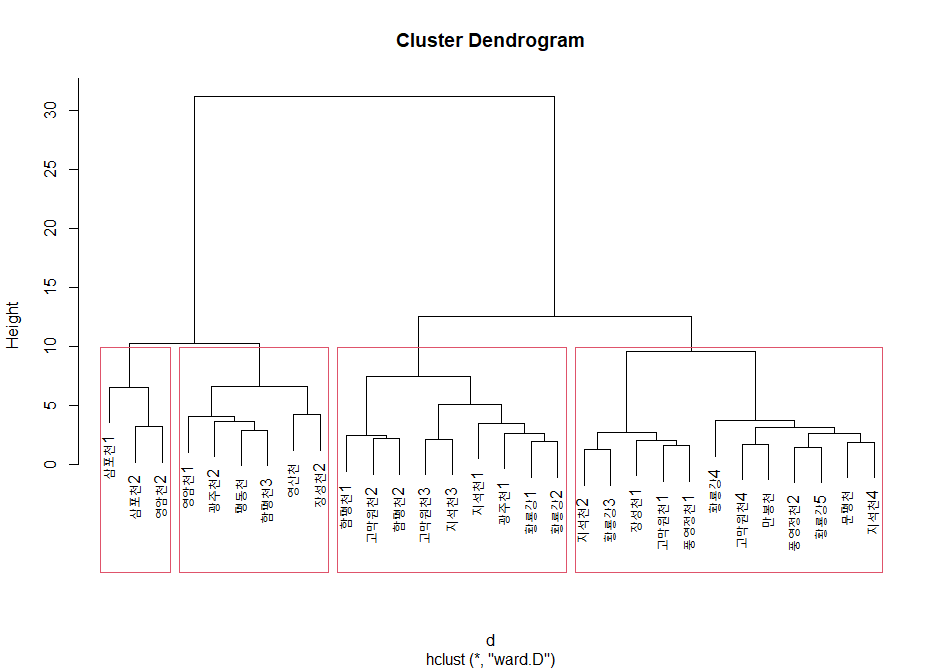 Cluster Dendrogram
Height
30
25
20
15
10
5
0
삼포천1
삼포천2
영암천2
영암천1
광주천2
평동천
함평천3
영산천
장성천2
함평천1
고막원천2
함평천2
고막원천3
지석천3
지석천1
광주천1
황룡강1
황룡강2
지석천2
황룡강3
장성천1
고막원천1
풍영정천1
황룡강4
고막원천4
만봉천
풍영정천2
황룡강5
문평천
지석천4
d
hclust (*, "ward.D")